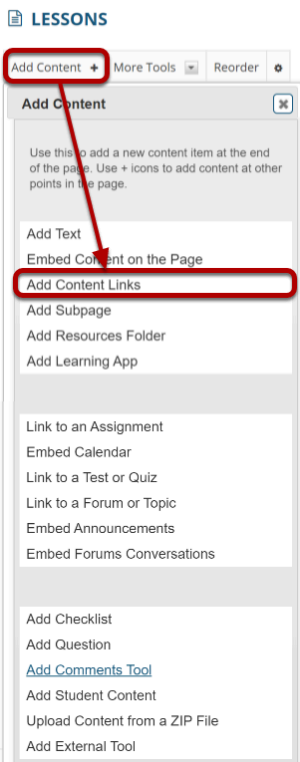 LESSONS
Add Content + More Tools Reorder
Add Content
Use this to add a new content item at the end
of the page. Use + icons to add content at other
points in the page.
Add Text
Embed Content on the Page
Add Content Links
Add Subpage
Add Resources Folder
Add Learning App
Link to an Assignment
Embed Calendar
Link to a Test or Quiz
Link to a Forum or Topic
Embed Announcements
Embed Forums Conversations
Add Checklist
Add Question
Add Comments Tool
Add Student Content
Upload Content from a ZIP File
Add External Tool